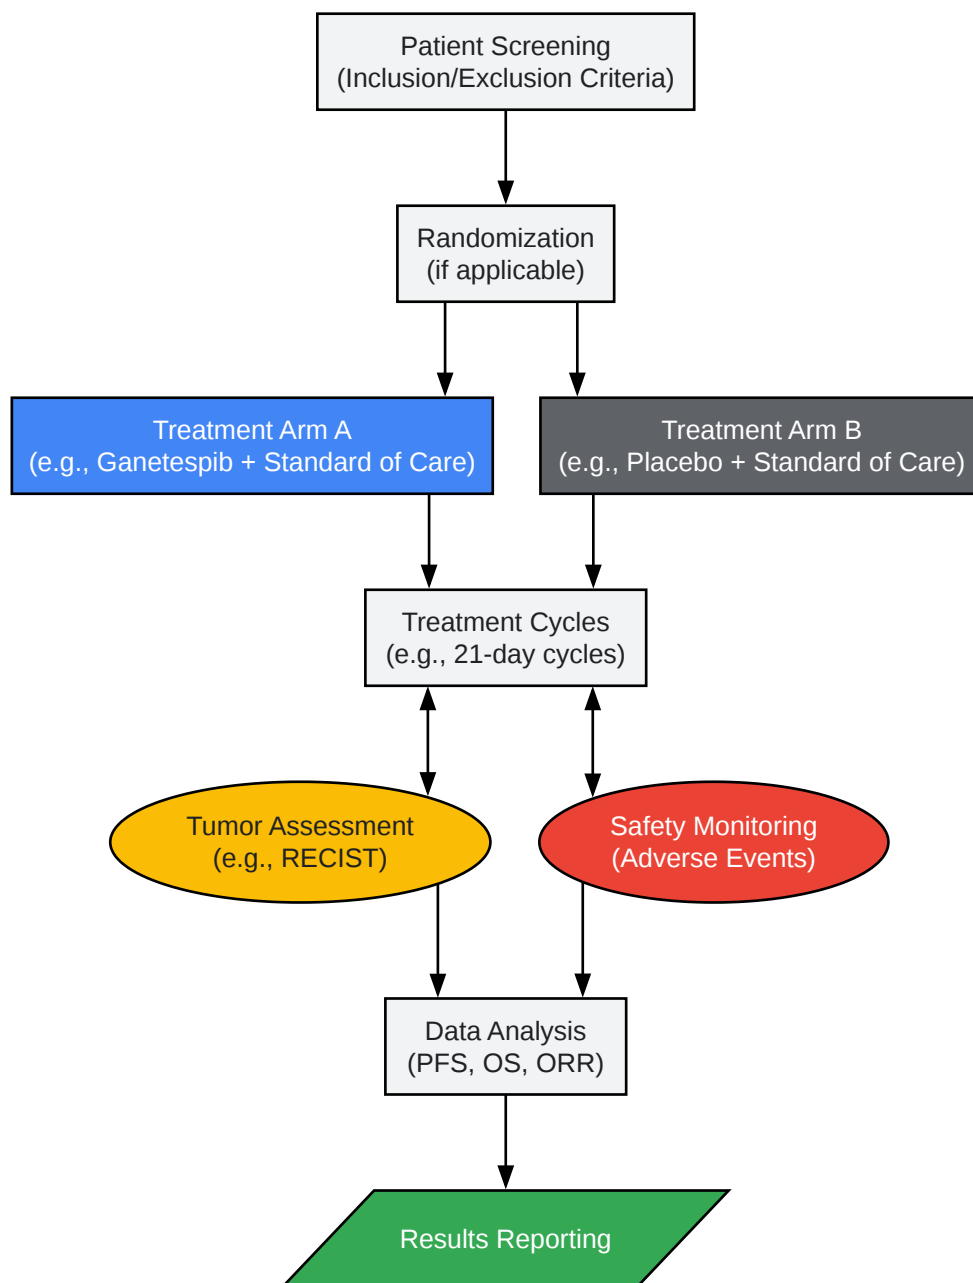 Patient Screening
(Inclusion/Exclusion Criteria)
Randomization
(if applicable)
Treatment Arm A
(e.g., Ganetespib + Standard of Care)
Treatment Arm B
(e.g., Placebo + Standard of Care)
Treatment Cycles
(e.g., 21-day cycles)
Tumor Assessment
(e.g., RECIST)
Safety Monitoring
(Adverse Events)
Data Analysis
(PFS, OS, ORR)
Results Reporting